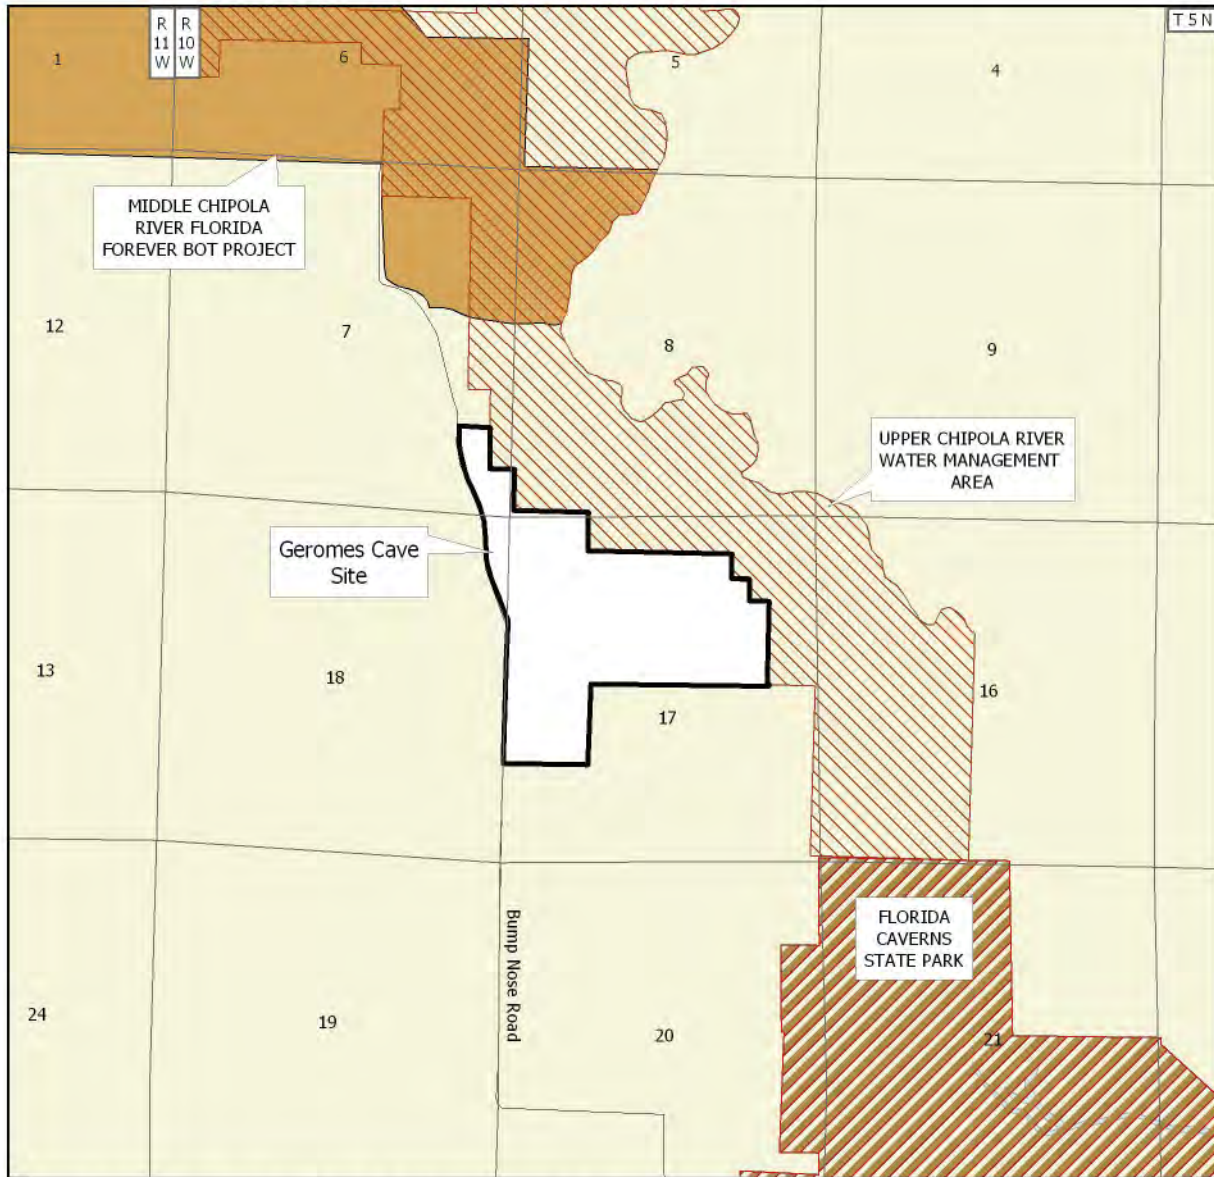 R
11
W
R
10
W
T 5 N
1
6
5
4
MIDDLE CHIPOLA
RIVER FLORIDA
FOREVER BOT PROJECT
12
7
8
9
UPPER CHIPOLA RIVER
WATER MANAGEMENT
AREA
Geromes Cave
Site
13
18
17
16
Bump Nose Road
FLORIDA
CAVERNS
STATE PARK
24
19
20
21